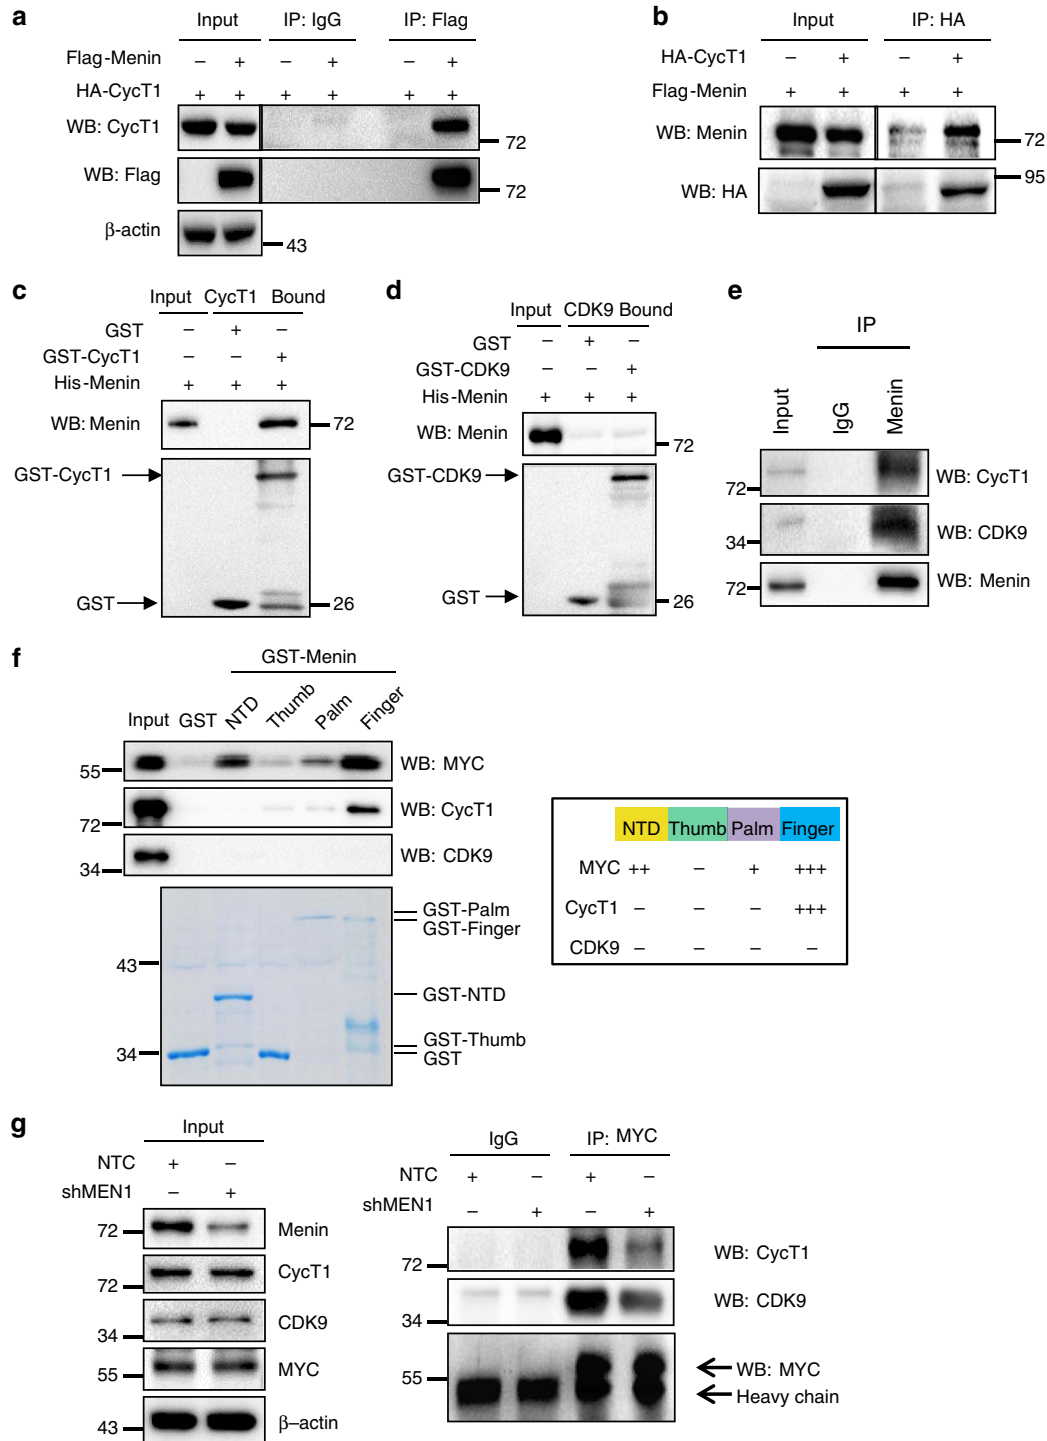 a
Input IP: IgG IP: Flag
Flag-Menin – + – + – +
HA-CycT1 + + + + + +
WB: CycT1 72
WB: Flag 72
β-actin 43
b
Input IP: HA
HA-CycT1 – + – +
Flag-Menin + + + +
WB: Menin 72
95
WB: HA
c
Input CycT1 Bound
GST – + –
GST-CycT1 – – +
His-Menin + + +
WB: Menin 72
GST-CycT1
GST 26
d
Input CDK9 Bound
GST – + –
GST-CDK9 – – +
His-Menin + + +
WB: Menin 72
GST-CDK9
GST 26
e
IP
Input IgG Menin
72 WB: CycT1
34 WB: CDK9
72 WB: Menin
f
GST-Menin
Input GST NTD Thumb Palm Finger
55 WB: MYC
72 WB: CycT1
34 WB: CDK9
GST-Palm
GST-Finger
43
GST-NTD
GST-Thumb
34 GST
NTD Thumb Palm Finger
MYC ++ – + +++
CycT1 – – – +++
CDK9 – – – –
g
Input
NTC + –
shMEN1 – +
72 Menin
72 CycT1
34 CDK9
55 MYC
43 β–actin
IgG IP: MYC
NTC + – + –
shMEN1 – + – +
72 WB: CycT1
34 WB: CDK9
55 WB: MYC
Heavy chain